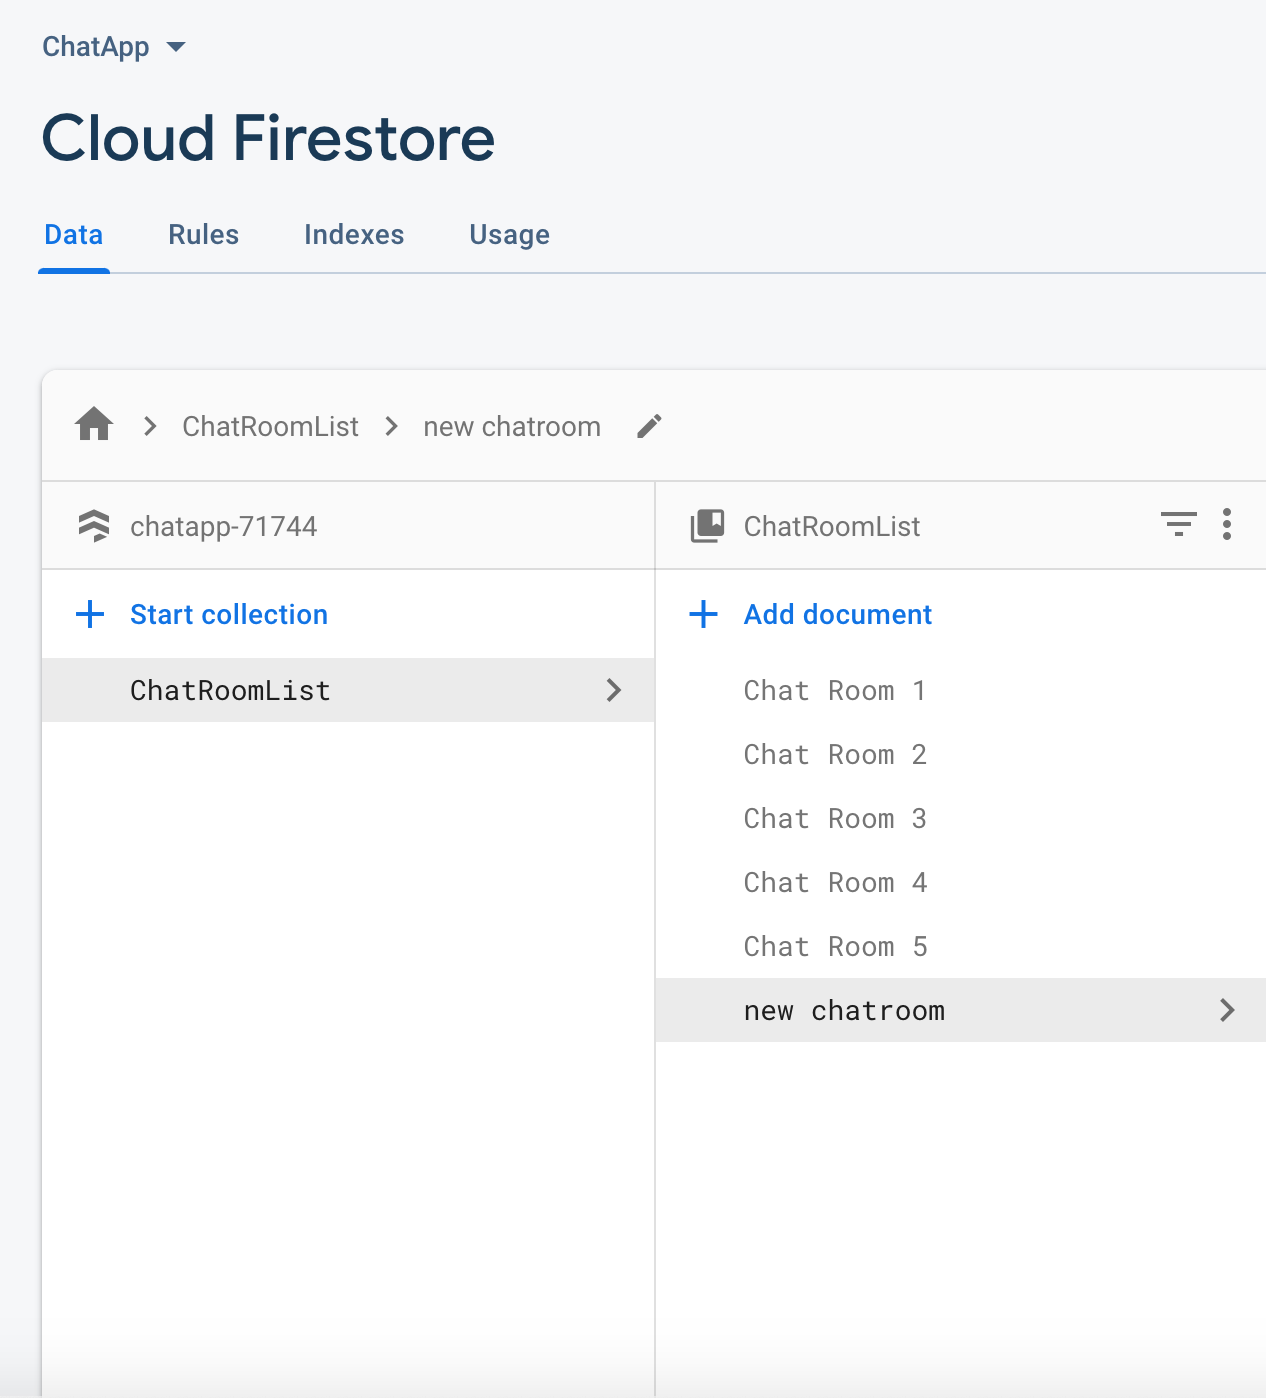 ChatApp
Cloud Firestore
Data Rules Indexes Usage
ChatRoomList new chatroom
chatapp-71744
Start collection
ChatRoomList
ChatRoomList
Add document
Chat Room 1
Chat Room 2
Chat Room 3
Chat Room 4
Chat Room 5
new chatroom